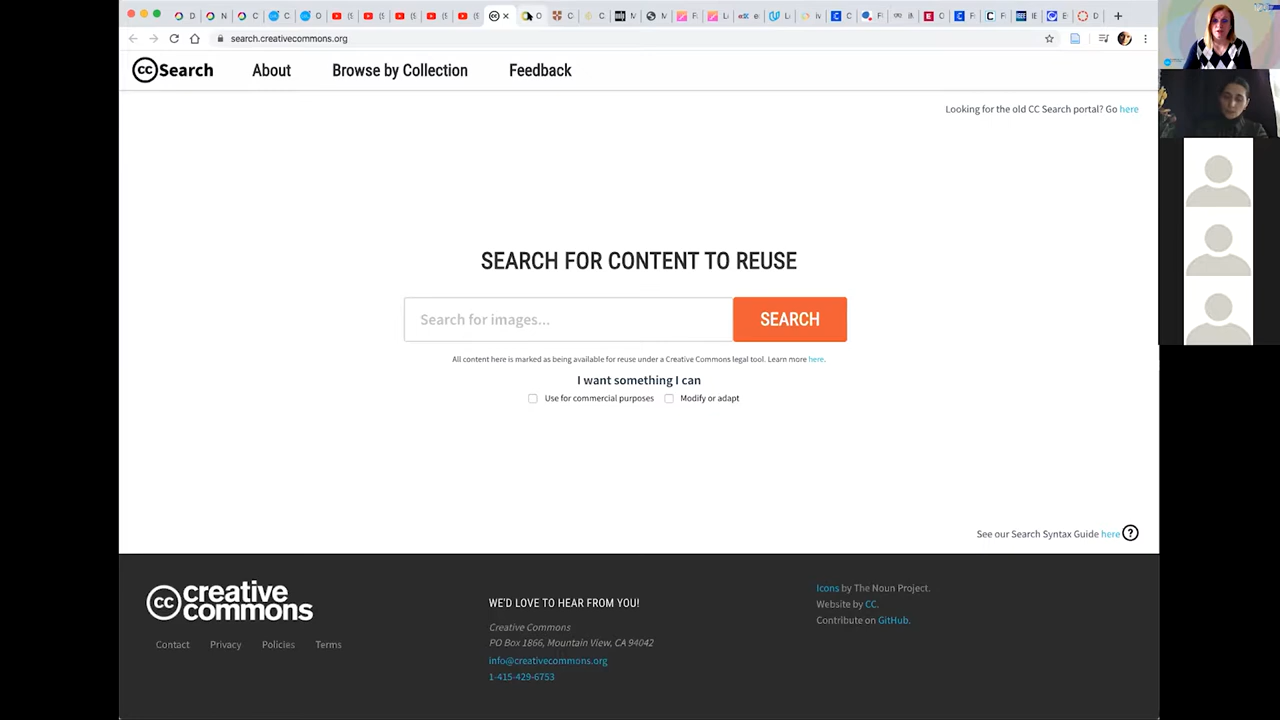 search.creativecommons.org
cc Search About Browse by Collection Feedback
Looking for the old CC Search portal? Go here
SEARCH FOR CONTENT TO REUSE
Search for images... SEARCH
All content here is marked as being available for reuse under a Creative Commons legal tool. Learn more here.
I want something I can
Use for commercial purposes Modify or adapt
See our Search Syntax Guide here ?
cc creative commons
Contact Privacy Policies Terms
WE'D LOVE TO HEAR FROM YOU!
Creative Commons
PO Box 1866, Mountain View, CA 94042
info@creativecommons.org
1-415-429-6753
Icons by The Noun Project.
Website by CC.
Contribute on GitHub.